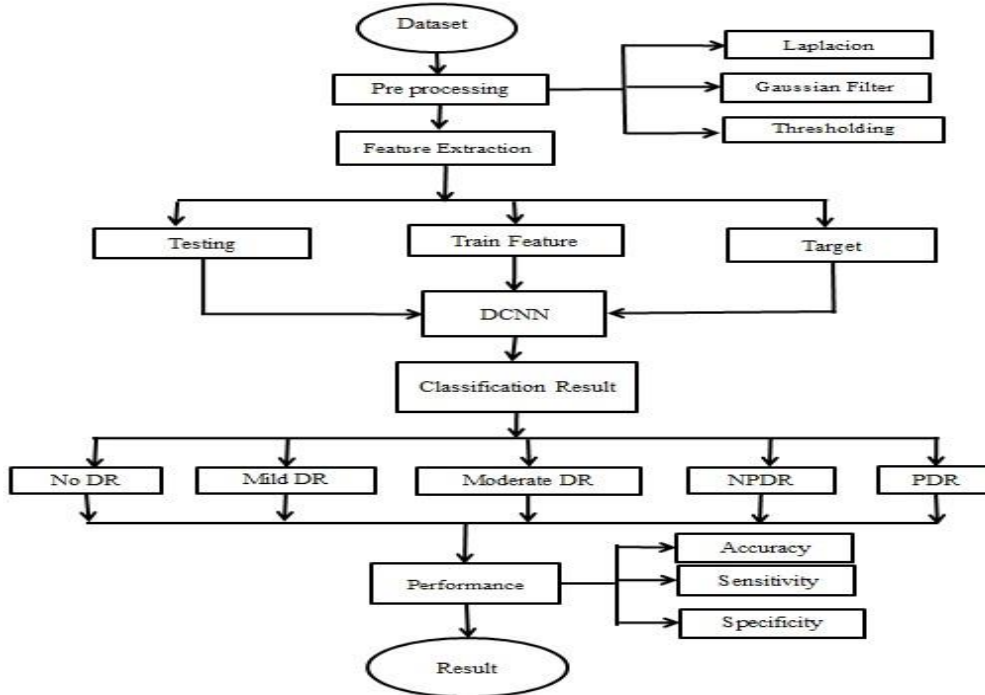 Dataset
Laplacion
Pre processing
Gaussian Filter
Thresholding
Feature Extraction
Testing
Train Feature
Target
DCNN
Classification Result
No DR
Mild DR
Moderate DR
NPDR
PDR
Accuracy
Performance
Sensitivity
Specificity
Result